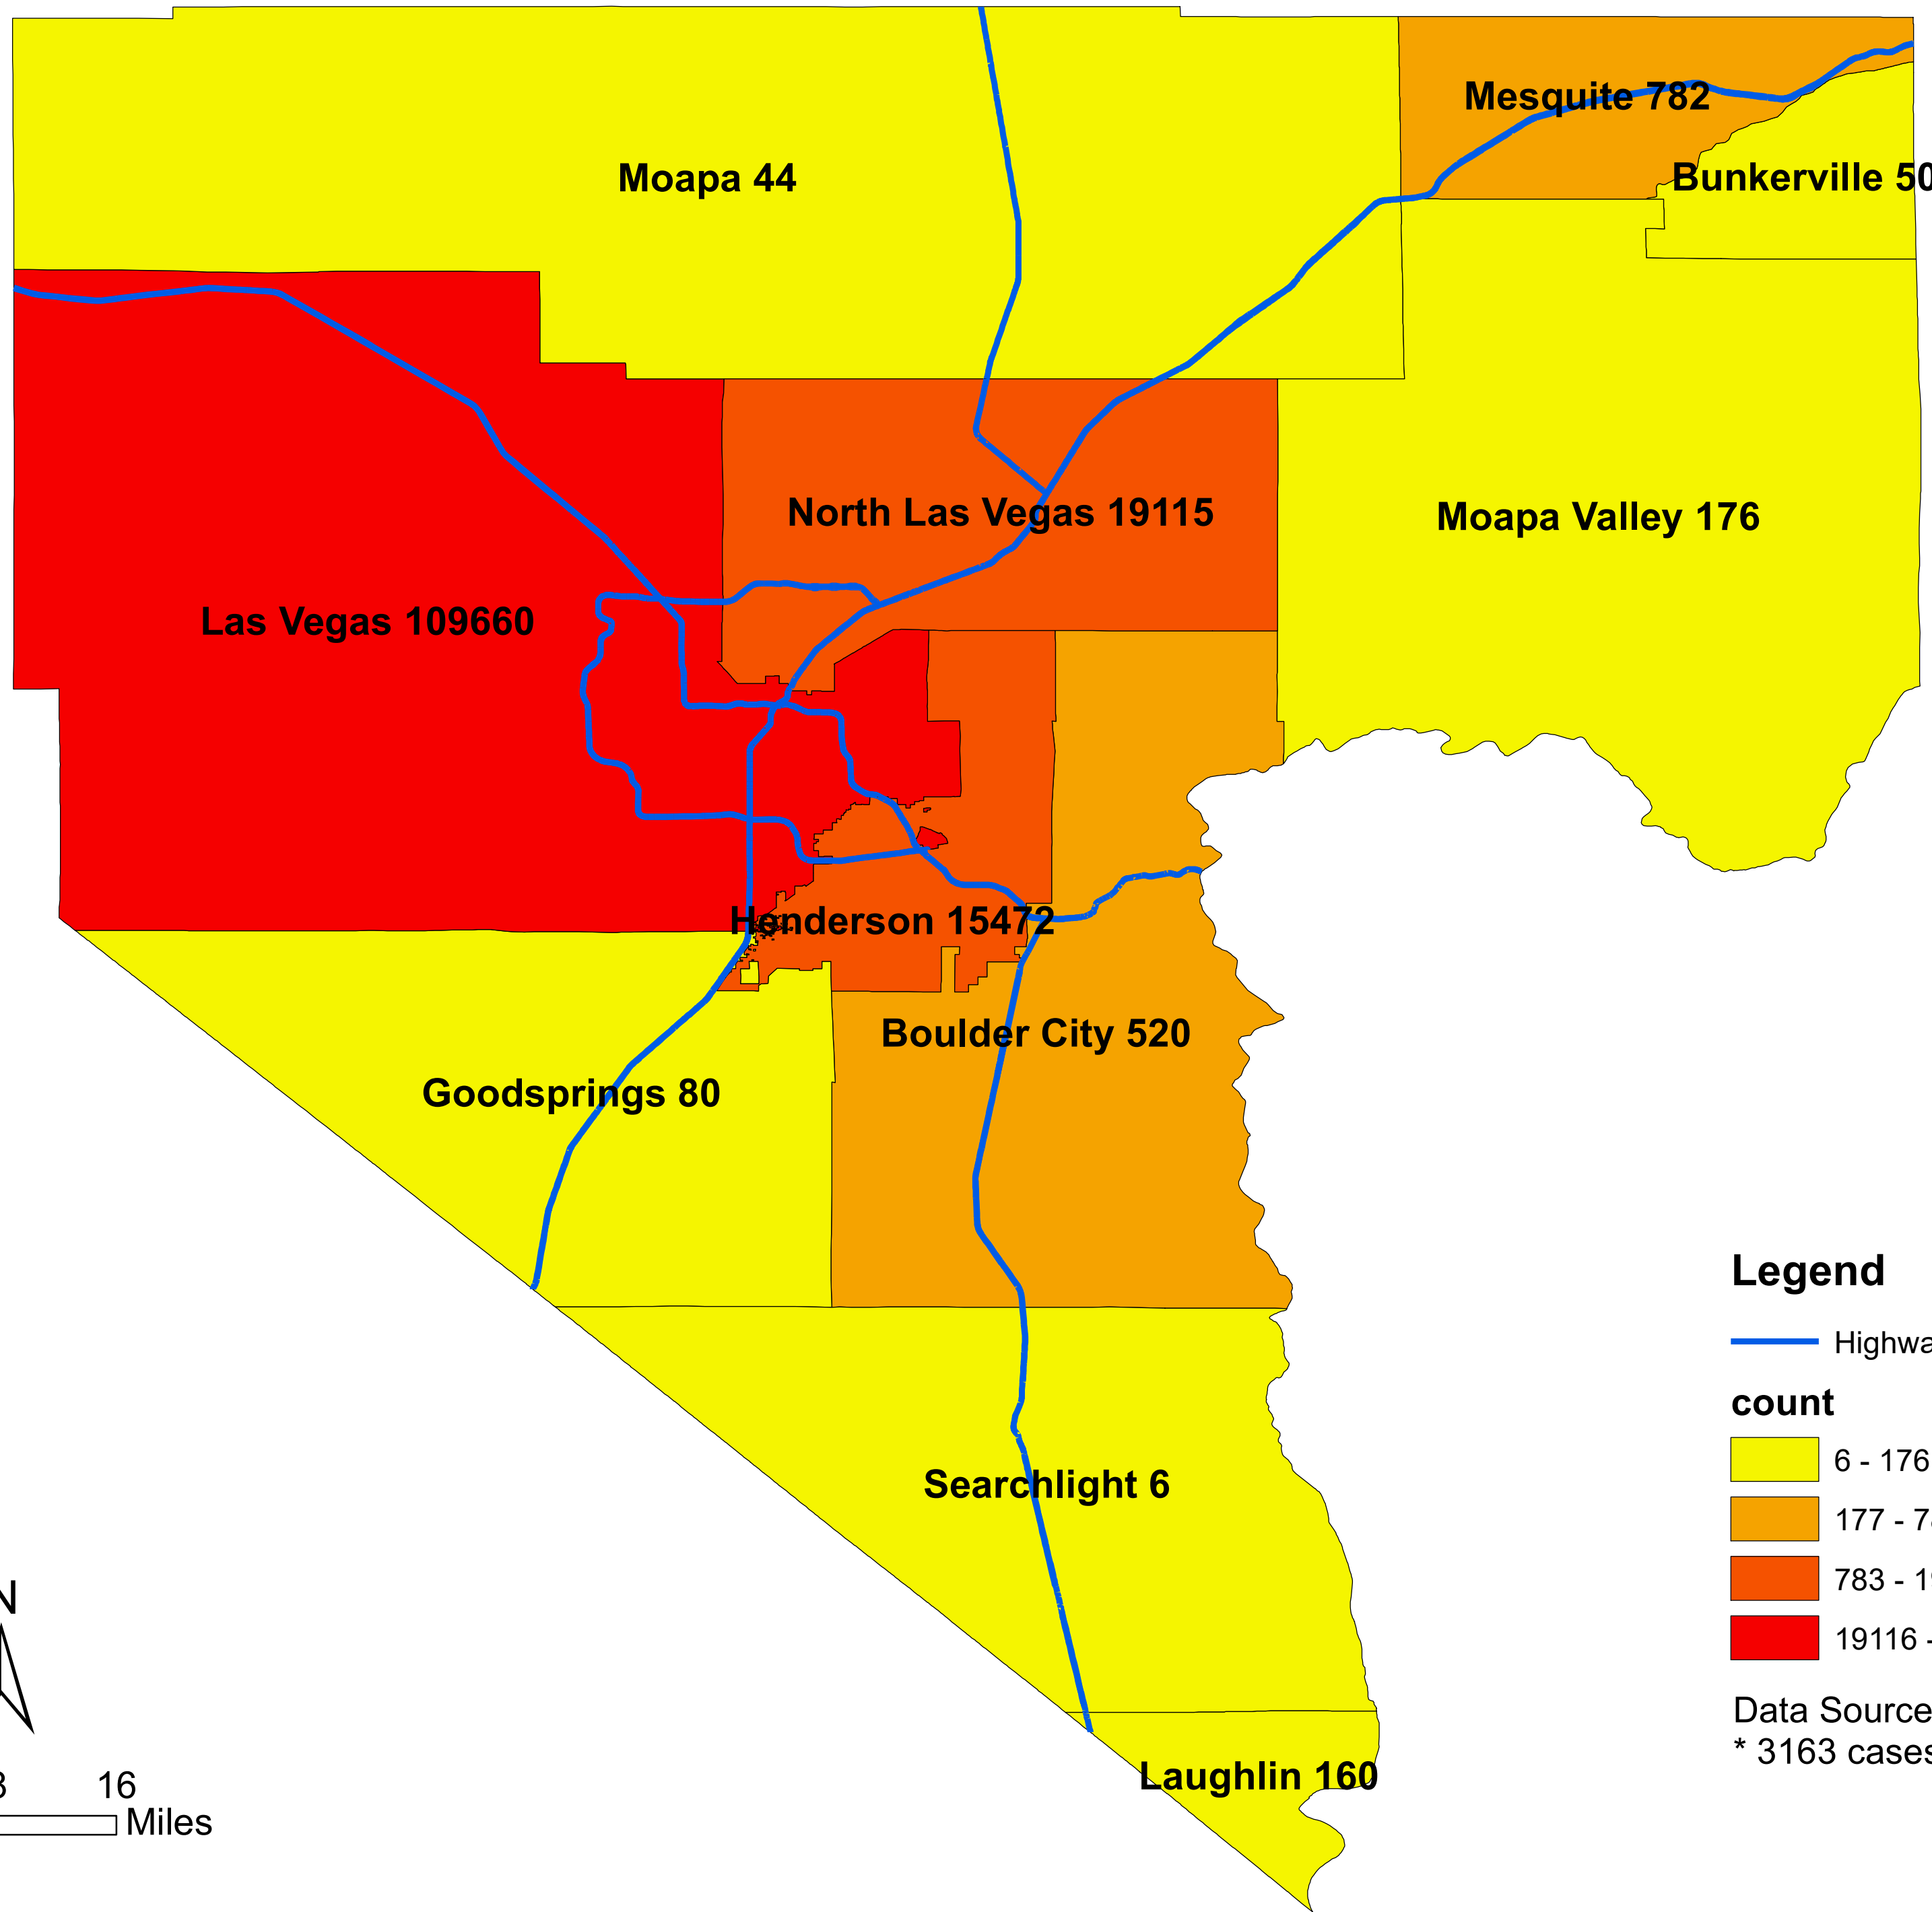 Mesquite 782
Moapa 44
Bunkerville 50
North Las Vegas 19115
Moapa Valley 176
Las Vegas 109660
Henderson 15472
Boulder City 520
Goodsprings 80
Legend
count
Searchlight 6
6 - 176
177 -
783 -
N
19116 -
Data Source
* 3163 cases
Laughlin 160
16
Miles